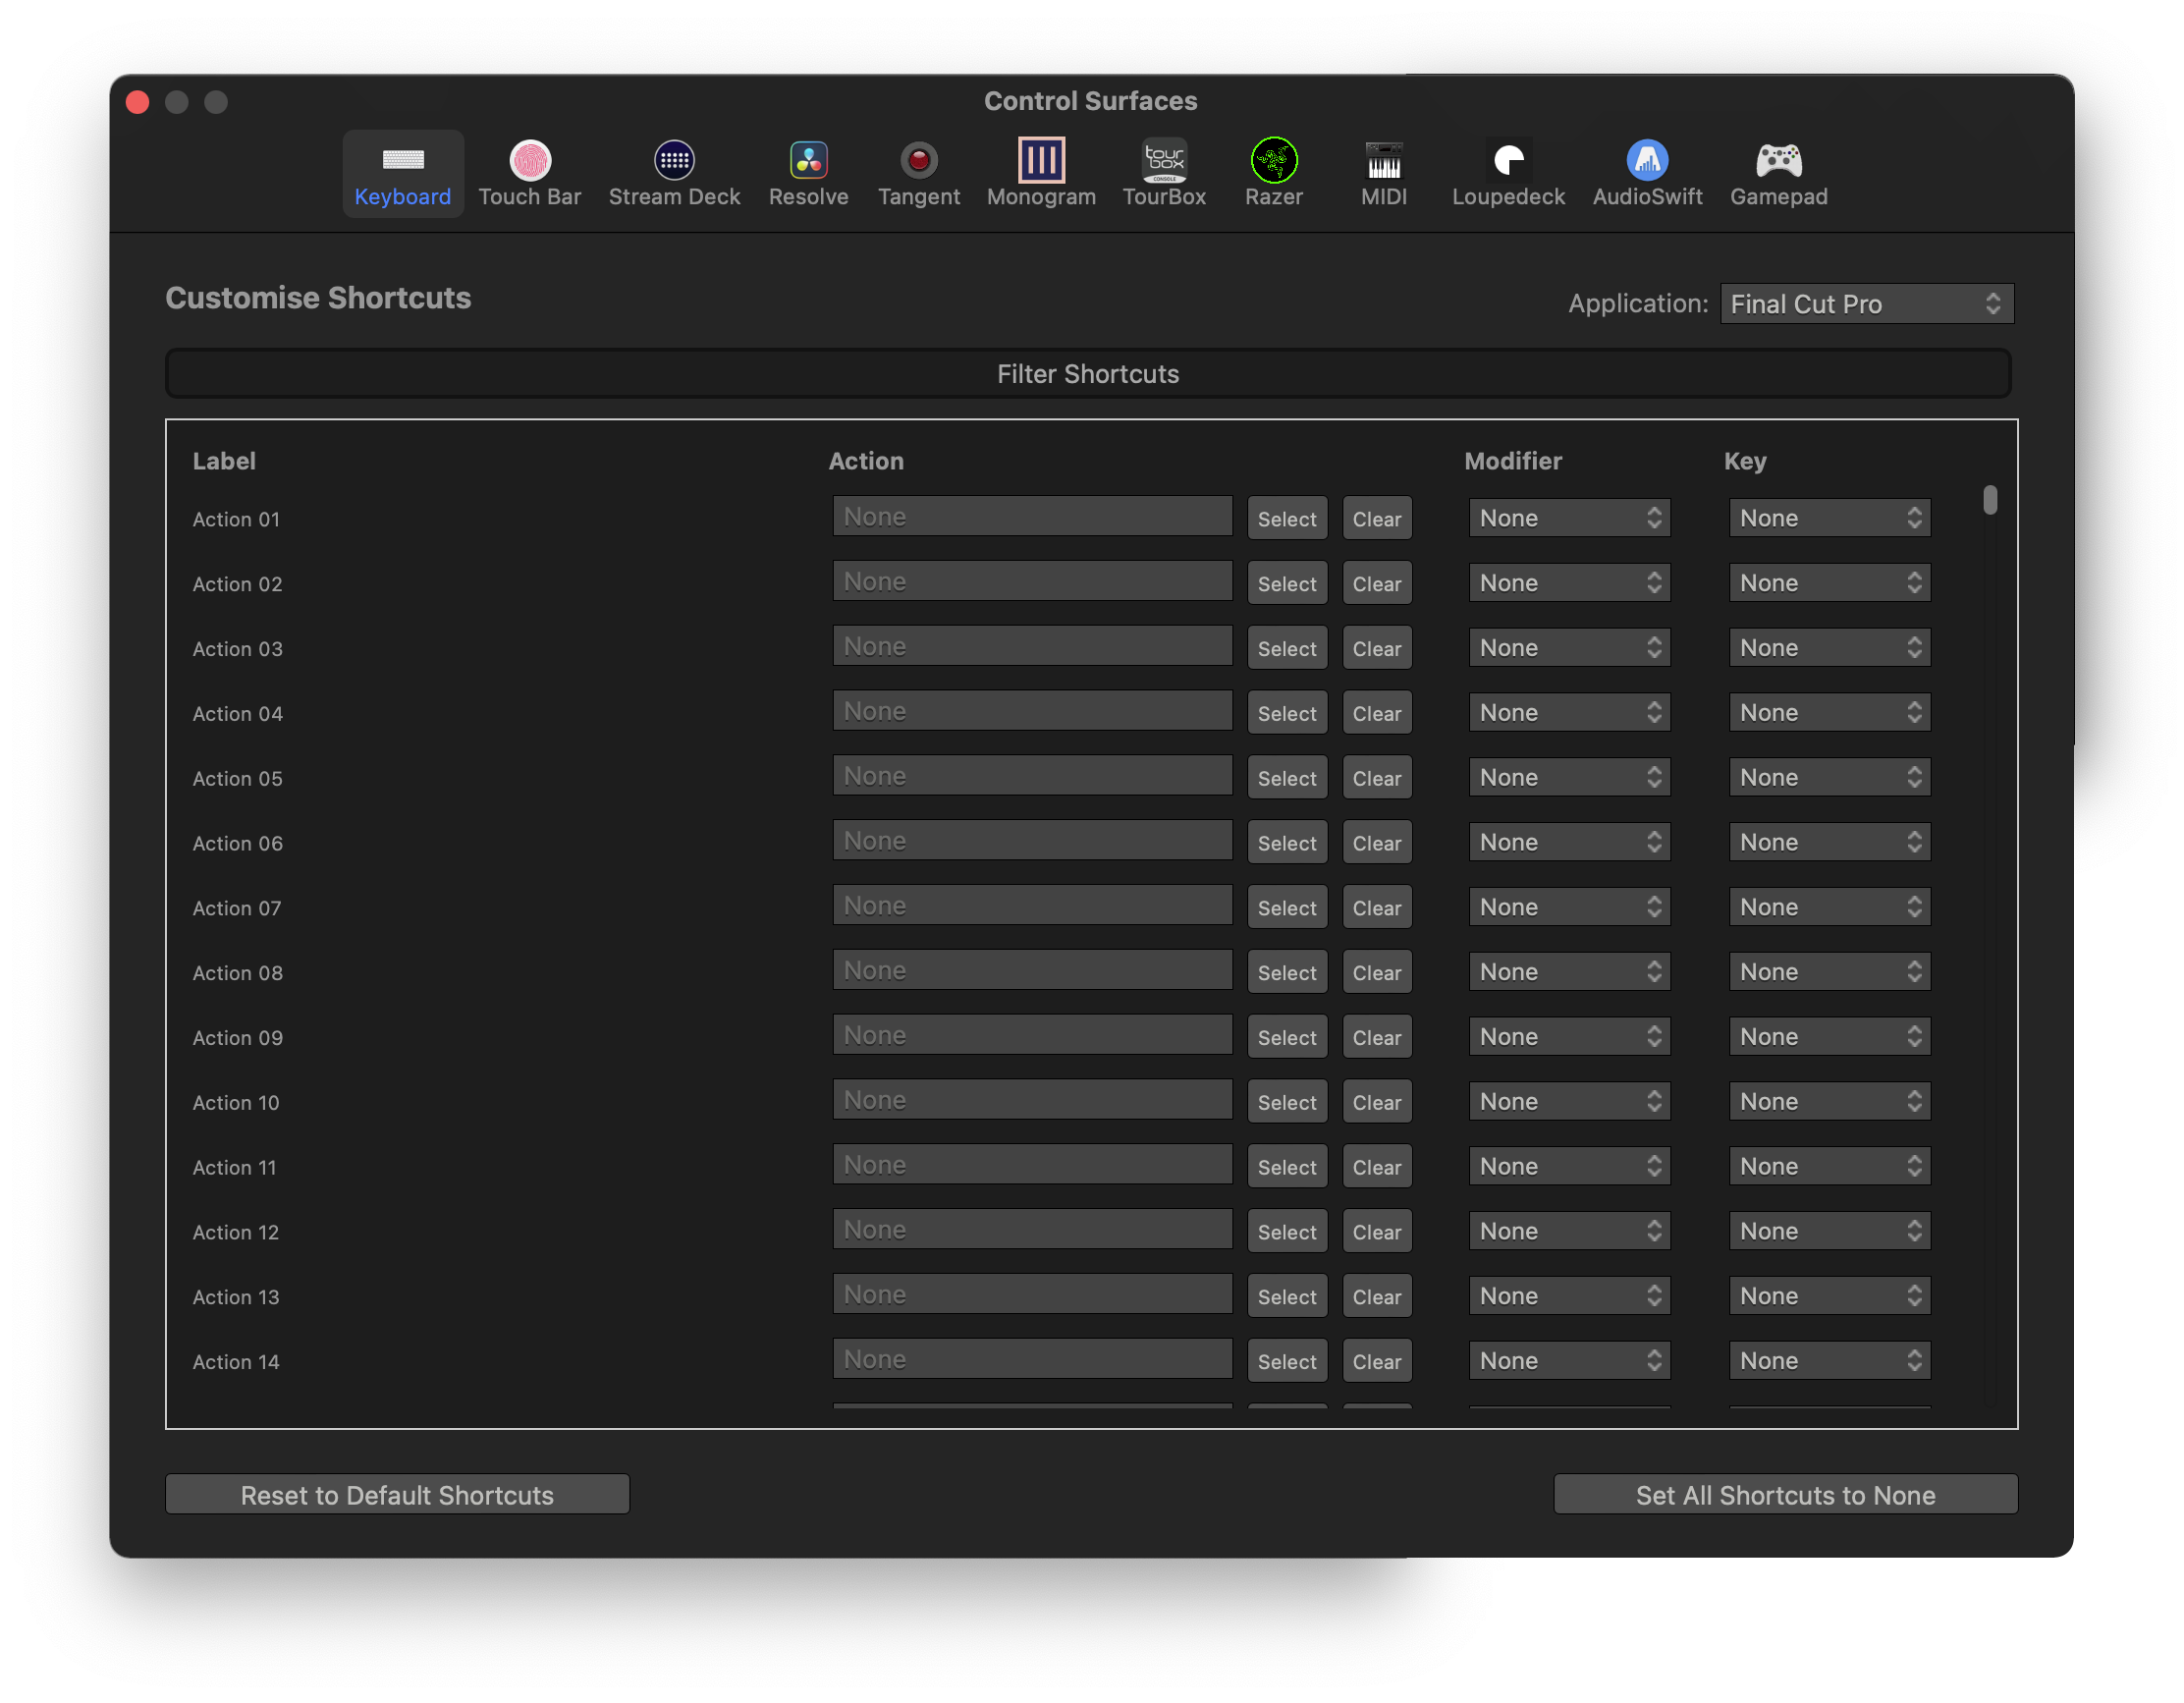 Control Surfaces
Keyboard Touch Bar Stream Deck Resolve Tangent Monogram tour box CONSOLE TourBox Razer MIDI Loupedeck AudioSwift Gamepad
Customise Shortcuts Application: Final Cut Pro
Filter Shortcuts
Label Action Modifier Key
Action 01 None Select Clear None None
Action 02 None Select Clear None None
Action 03 None Select Clear None None
Action 04 None Select Clear None None
Action 05 None Select Clear None None
Action 06 None Select Clear None None
Action 07 None Select Clear None None
Action 08 None Select Clear None None
Action 09 None Select Clear None None
Action 10 None Select Clear None None
Action 11 None Select Clear None None
Action 12 None Select Clear None None
Action 13 None Select Clear None None
Action 14 None Select Clear None None
Reset to Default Shortcuts Set All Shortcuts to None